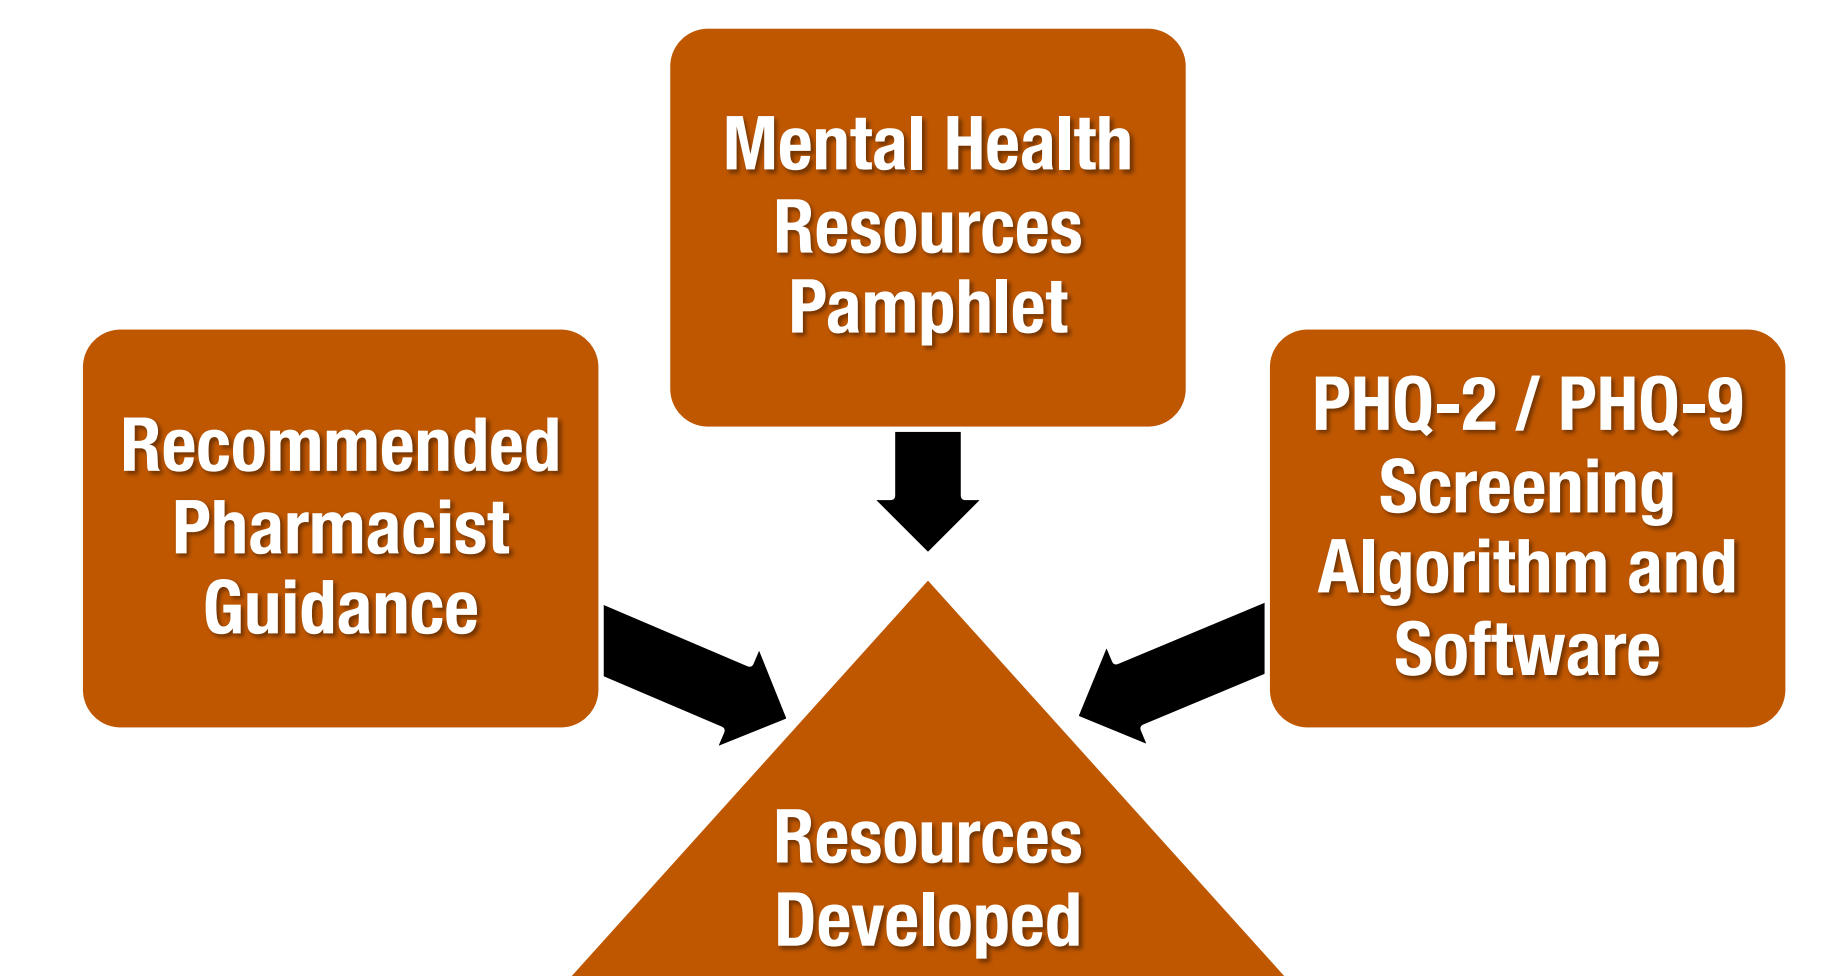 Mental Health
Resources
Pamphlet
Recommended
Pharmacist
Guidance
PHQ-2 / PHQ-9
Screening
Algorithm and
Software
Resources
Developed